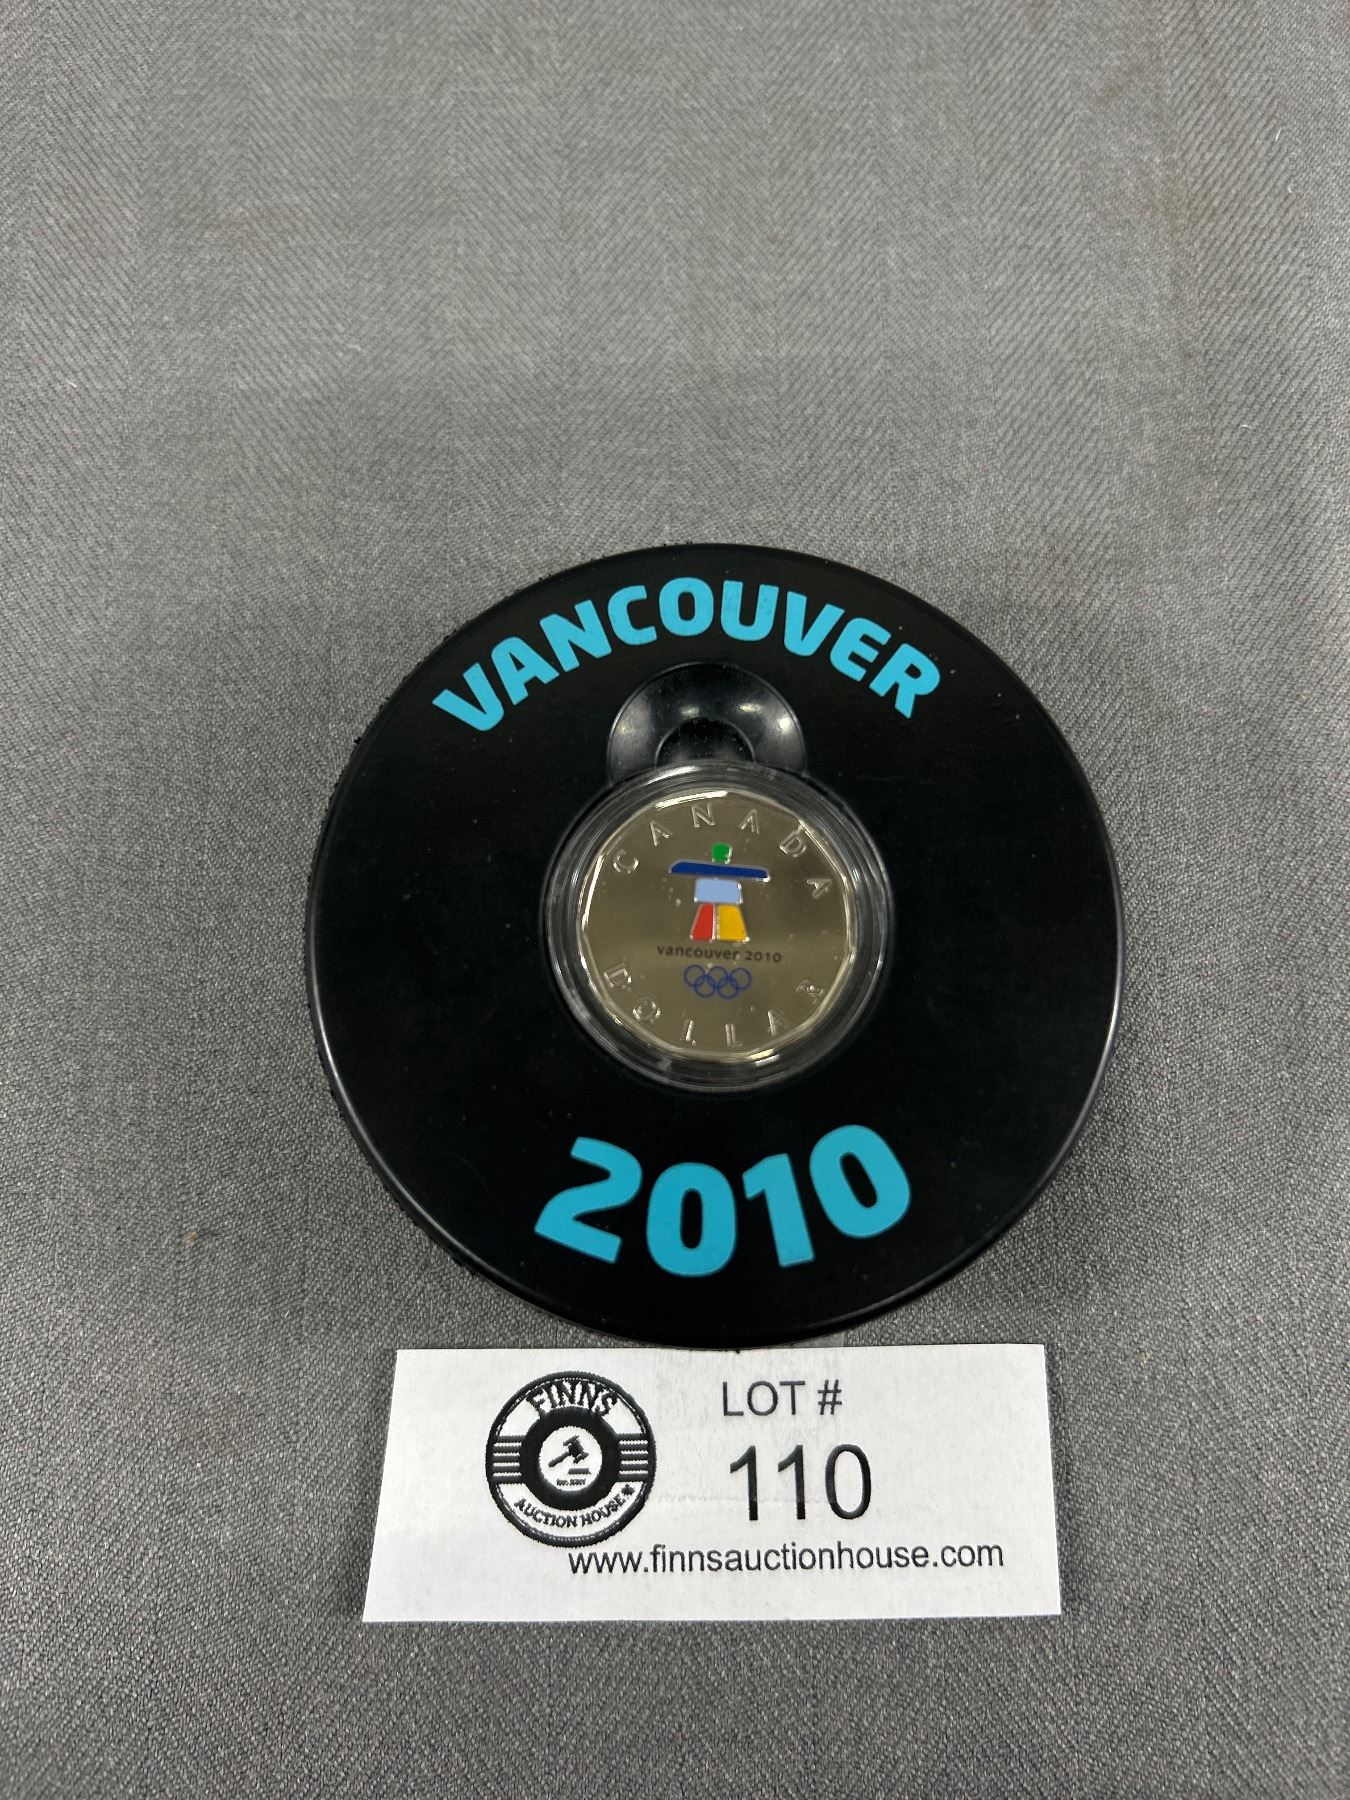 VANCOUVER
CANADA
vancouver 2010
DOLLAR
2010
FINNS
AUCTION HOUSE
LOT #
110
www.finnsauctionhouse.com